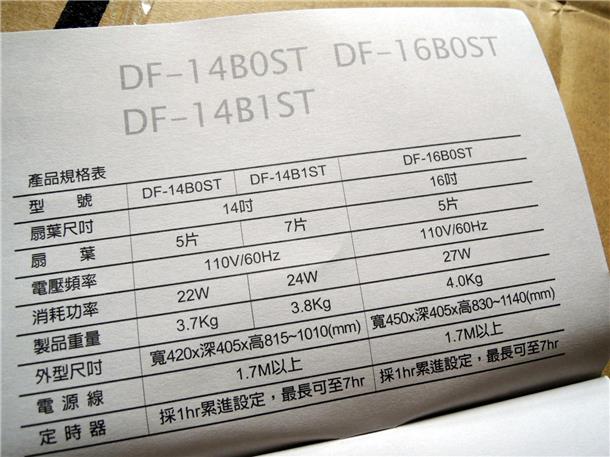 DF-14B0ST DF-16B0ST
DF-14B1ST
產品規格表
型 號 DF-14B0ST DF-14B1ST DF-16B0ST
扇葉尺吋 14吋 16吋
扇 葉 5片 7片 5片
電壓頻率 110V/60Hz 110V/60Hz
消耗功率 22W 24W 27W
製品重量 3.7Kg 3.8Kg 4.0Kg
外型尺吋 寬420x深405x高815~1010(mm) 寬450x深405x高830~1140(mm)
電 源 線 1.7M以上 1.7M以上
定 時 器 採1hr累進設定，最長可至7hr 採1hr累進設定，最長可至7hr